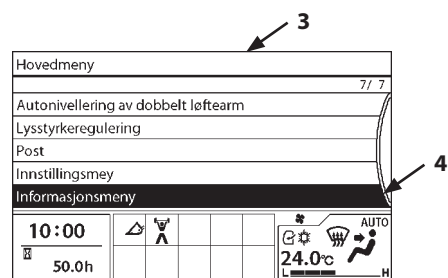 3
Hovedmeny
7/ 7
Autonivellering av dobbelt løftearm
Lysstyrkeregulering
Post
Innstillingsmey
Informasjonsmeny
4
10:00
AUTO
50.0h
24.0°C
L H